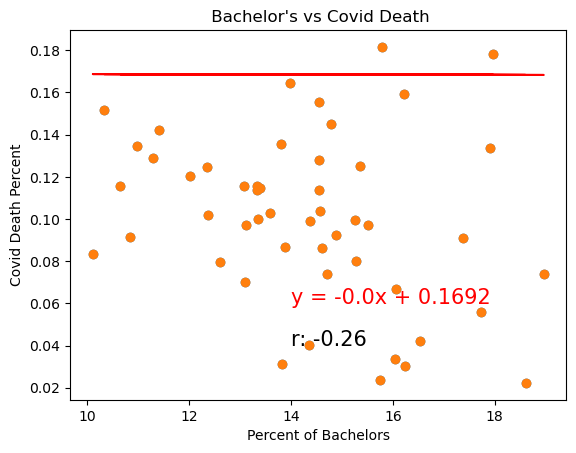 Bachelor's vs Covid Death
Covid Death Percent
0.18
0.16
0.14
0.12
0.10
0.08
0.06
0.04
0.02
y = -0.0x + 0.1692
r: -0.26
10
12
14
16
18
Percent of Bachelors